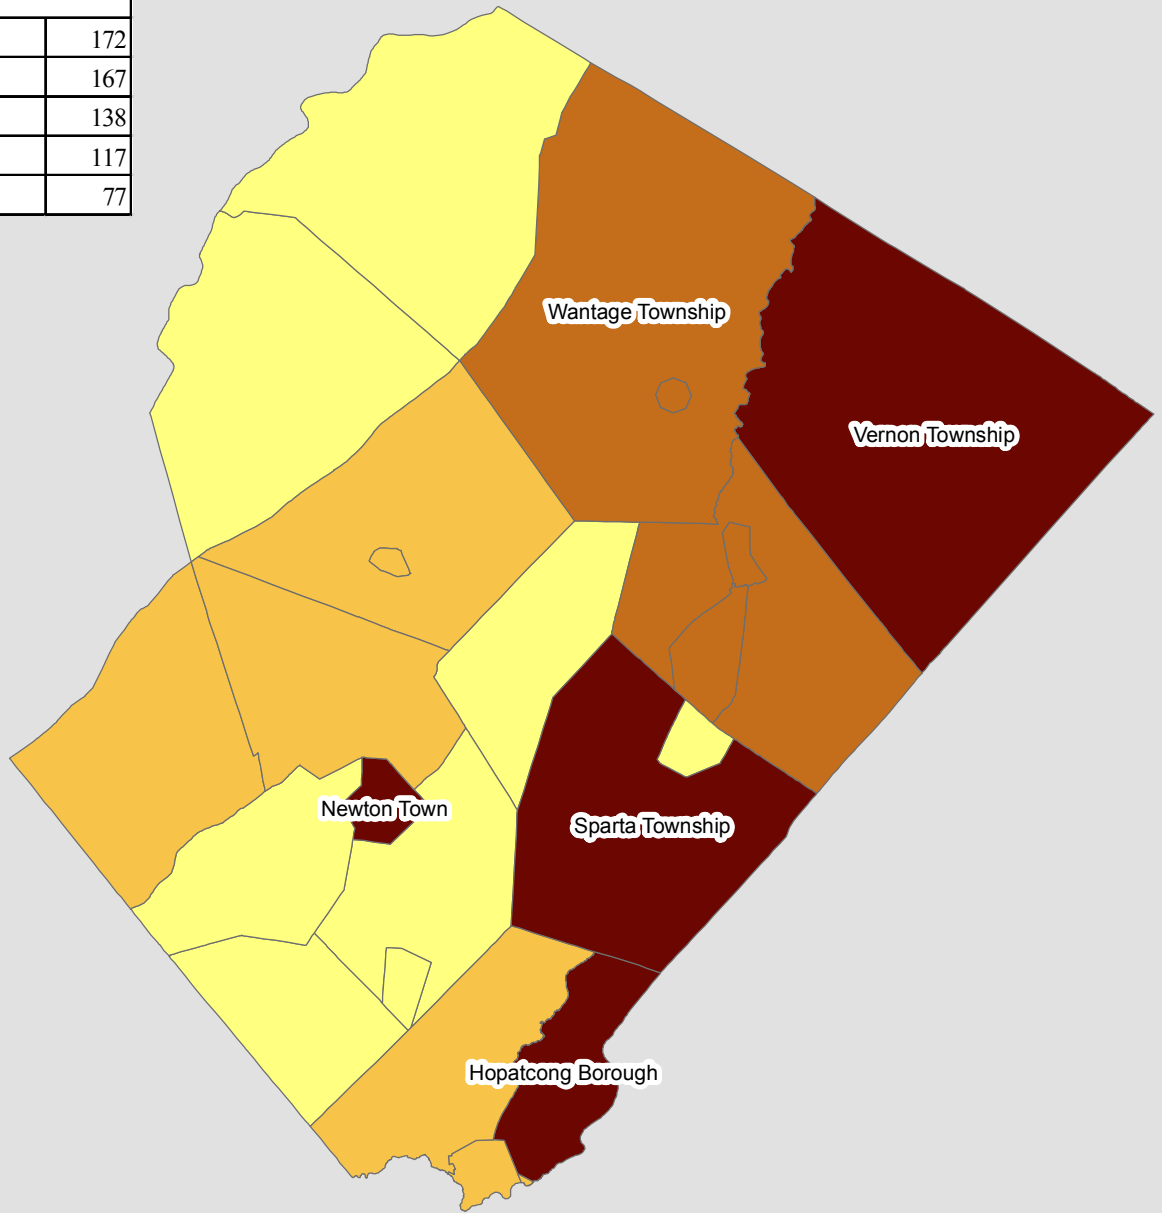 172
167
138
117
77
Wantage Township
Vernon Township
Newton Town
Sparta Township
Hopatcong Borough